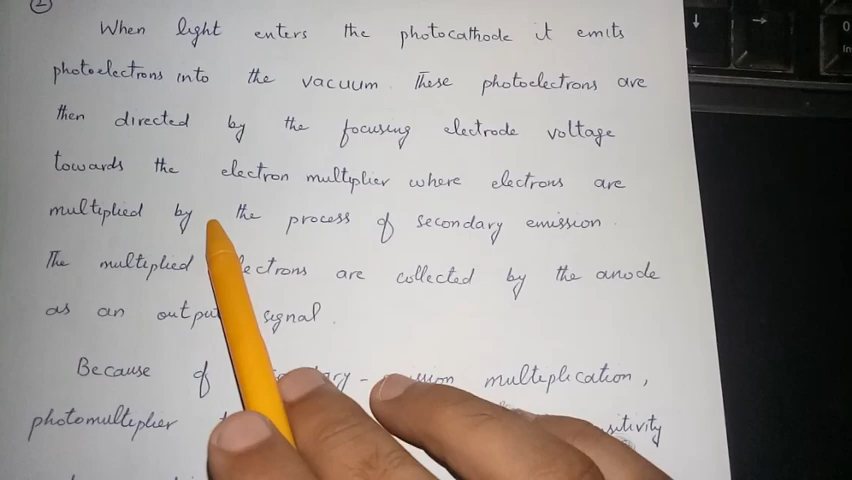 2
When light enters the photocathode it emits
photoelectrons into the vacuum. These photoelectrons are
then directed by the focusing electrode voltage
towards the electron multiplier where electrons are
multiplied by the process of secondary emission.
The multiplied electrons are collected by the anode
as an output signal.
Because of multiplication,
photomultiplier